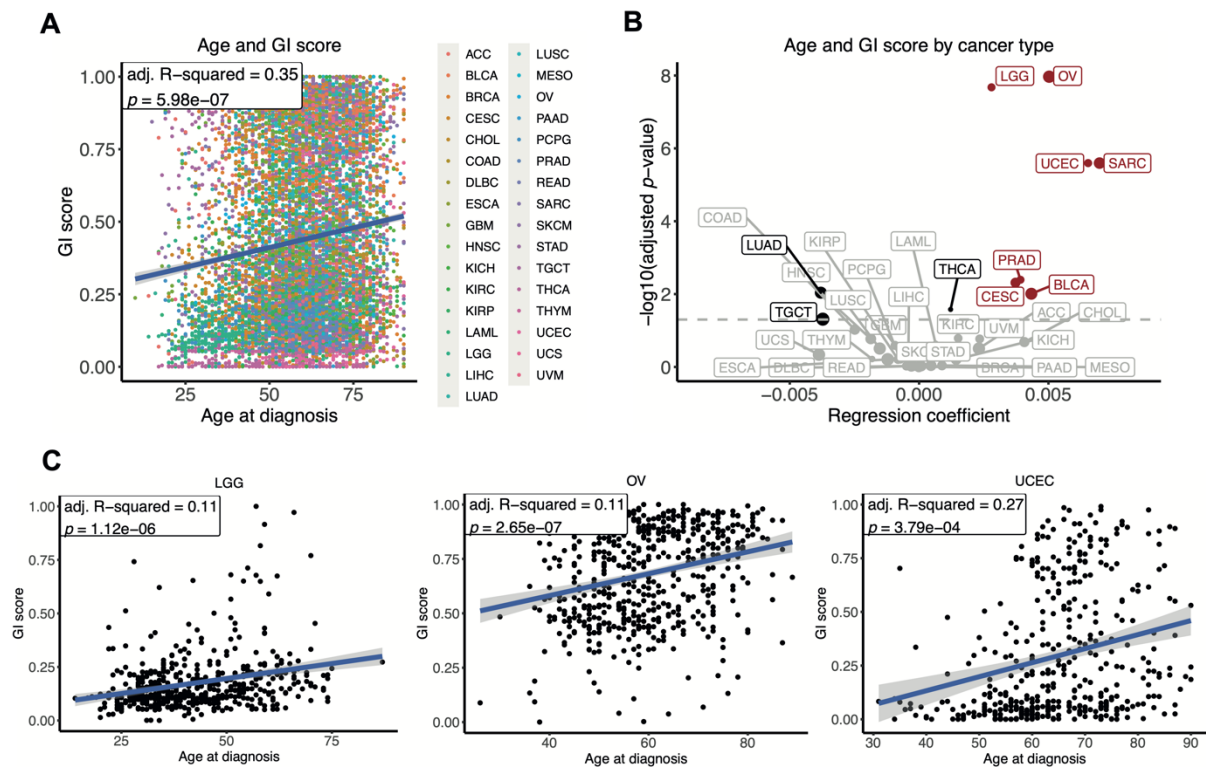 A
Age and GI score
adj. R-squared = 0.35
p = 5.98e-07
1.00
0.75
0.50
0.25
0.00
GI score
25
50
75
Age at diagnosis
ACC
BLCA
BRCA
CESC
CHOL
COAD
DLBC
ESCA
GBM
HNSC
KICH
KIRC
KIRP
LAML
LGG
LIHC
LUAD
LUSC
MESO
OV
PAAD
PCPG
PRAD
READ
SARC
SKCM
STAD
TGCT
THCA
THYM
UCEC
UCS
UVM
B
Age and GI score by cancer type
8
6
4
2
0
-log10(adjusted p-value)
LGG OV
UCEC SARC
COAD
LUAD KIRP LAML
HNSC PCPG THCA PRAD
LUSC LIHC CESC BLCA
TGCT GBM KIRC UVM ACC CHOL
UCS THYM STAD KICH
ESCA DLBC READ BRCA PAAD MESO
−0.005
0.000
0.005
Regression coefficient
C
LGG
adj. R-squared = 0.11
p = 1.12e-06
1.00
0.75
0.50
0.25
0.00
GI score
25
50
75
Age at diagnosis
OV
adj. R-squared = 0.11
p = 2.65e-07
1.00
0.75
0.50
0.25
0.00
GI score
40
60
80
Age at diagnosis
UCEC
adj. R-squared = 0.27
p = 3.79e-04
1.00
0.75
0.50
0.25
0.00
GI score
30
40
50
60
70
80
90
Age at diagnosis